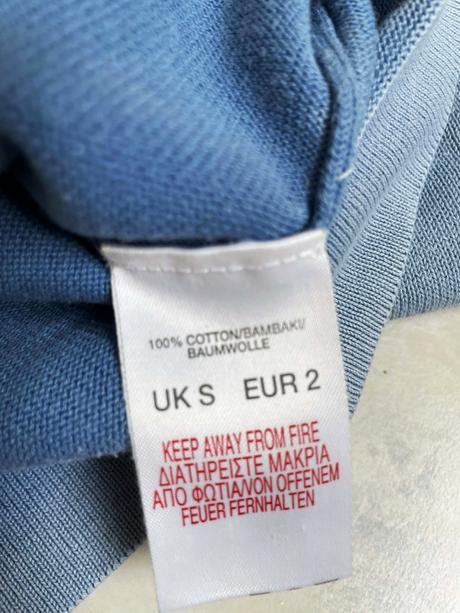 100% COTTON/BAMBAKI/
BAUMWOLLE
UK S EUR 2
KEEP AWAY FROM FIRE
ΔΙΑΤΗΡΕΙΣΤΕ ΜΑΚΡΙΑ
ΑΠΟ ΦΩΤΙΑ/VON OFFENEM
FEUER FERNHALTEN